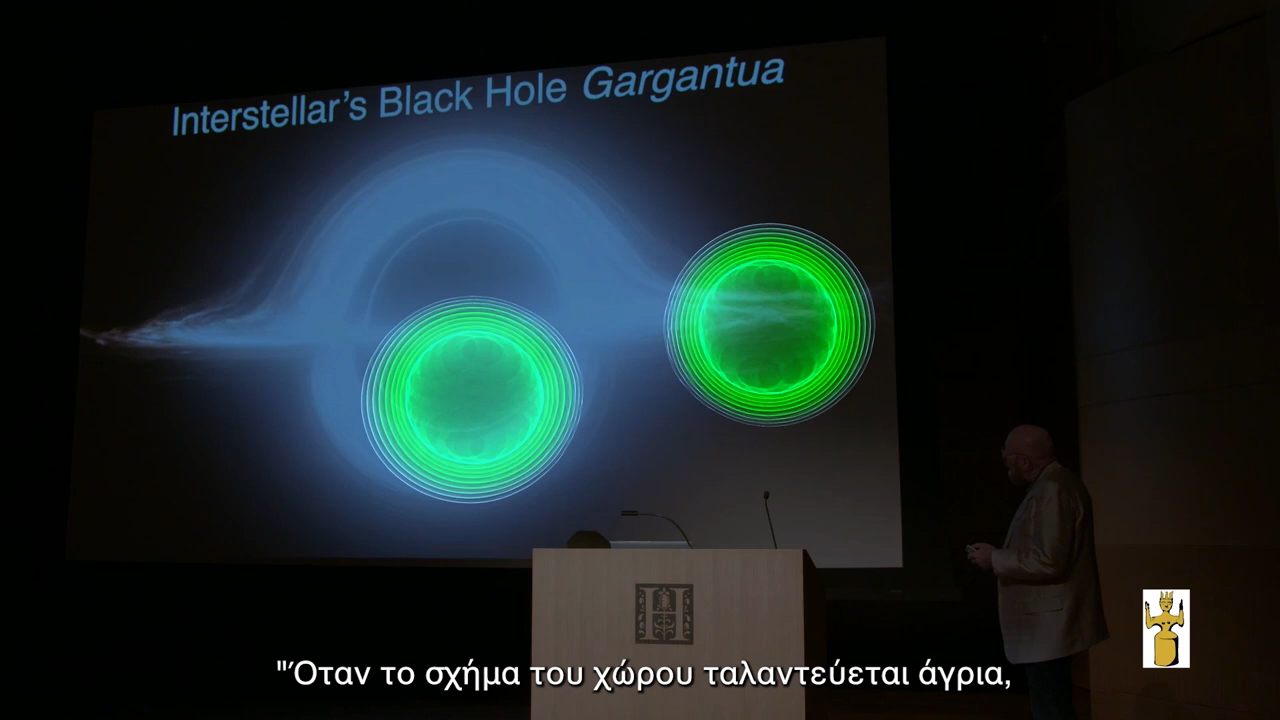 Interstellar's Black Hole Gargantua
H
"Όταν το σχήμα του χώρου ταλαντεύεται άγρια,